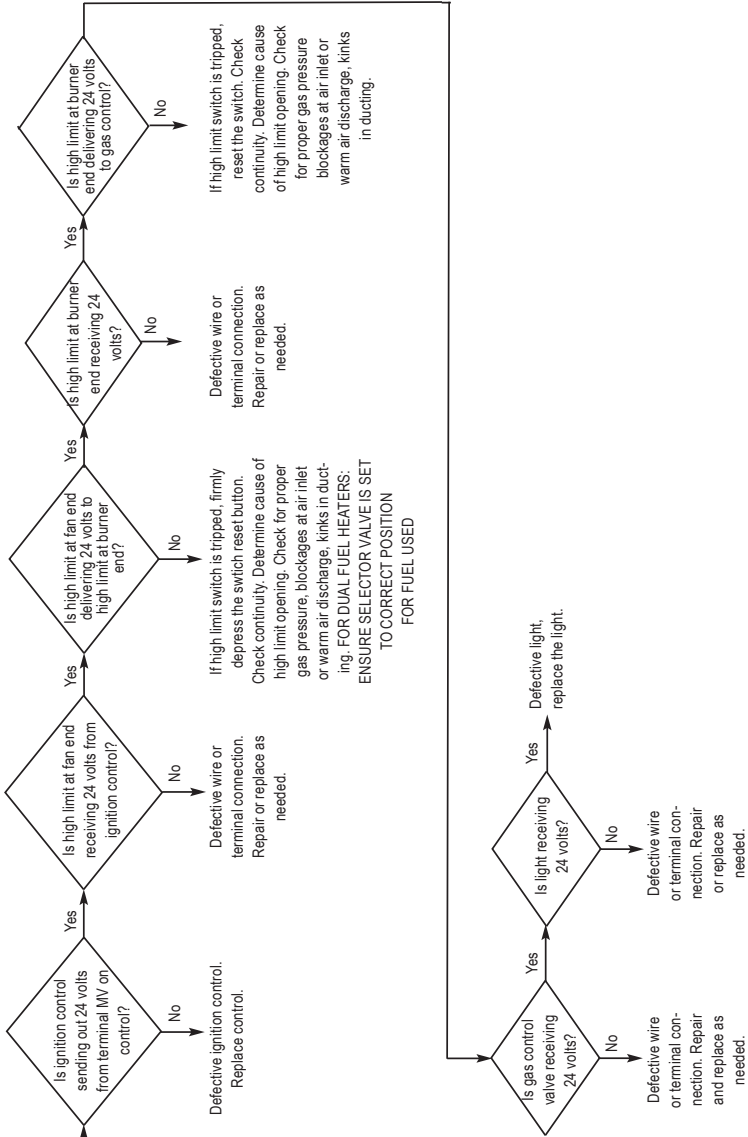 Is ignition control
sending out 24 volts
from terminal MV on
control?
Yes
No
Defective ignition control.
Replace control.
Is high limit at fan end
receiving 24 volts from
ignition control?
Yes
No
Defective wire or
terminal connection.
Repair or replace as
needed.
Is high limit at fan end
delivering 24 volts to
high limit at burner
end?
Yes
No
If high limit switch is tripped, firmly
depress the swtich reset button.
Check continuity. Determine cause of
high limit opening. Check for proper
gas pressure, blockages at air inlet
or warm air discharge, kinks in duct-
ing. FOR DUAL FUEL HEATERS:
ENSURE SELECTOR VALVE IS SET
TO CORRECT POSITION
FOR FUEL USED
Is high limit at burner
end receiving 24
volts?
Yes
No
Defective wire or
terminal connection.
Repair or replace as
needed.
Is high limit at burner
end delivering 24 volts
to gas control?
No
If high limit switch is tripped,
reset the switch. Check
continuity. Determine cause
of high limit opening. Check
for proper gas pressure
blockages at air inlet or
warm air discharge, kinks
in ducting.
Is gas control
valve receiving
24 volts?
Yes
No
Defective wire
or terminal con-
nection. Repair
and replace as
needed.
Is light receiving
24 volts?
Yes
No
Defective wire
or terminal con-
nection. Repair
or replace as
needed.
Defective light,
replace the light.